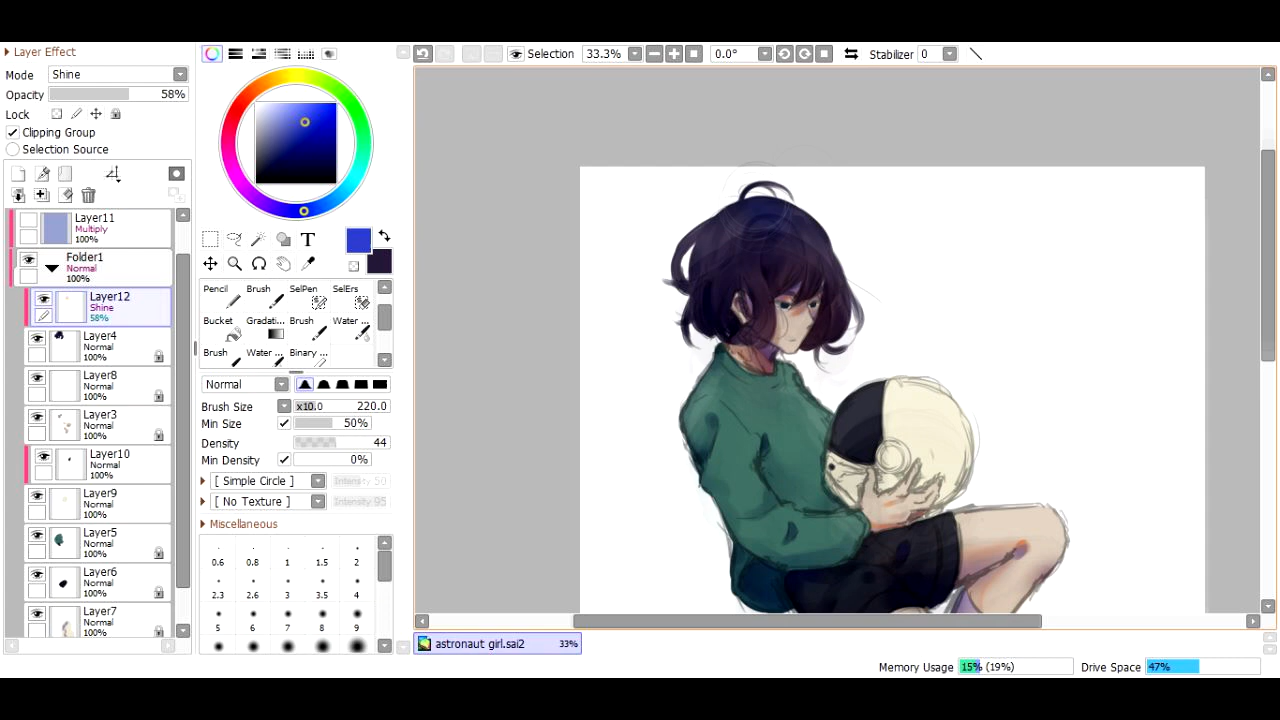 Layer Effect
Mode Shine
Opacity 58%
Lock
Clipping Group
Selection Source
Layer11
Multiply
100%
Folder1
Normal
100%
Layer12
Shine
58%
Layer4
Normal
100%
Layer8
Normal
100%
Layer3
Normal
100%
Layer10
Normal
100%
Layer9
Normal
100%
Layer5
Normal
100%
Layer6
Normal
100%
Layer7
Normal
100%
T
Pencil Brush SelPen SelErs
Bucket Gradati... Brush Water ...
Brush Water ... Binary ...
Normal
Brush Size x10.0 220.0
Min Size 50%
Density 44
Min Density 0%
[ Simple Circle ] Intensity 50
[ No Texture ] Intensity 95
Miscellaneous
0.6 0.8 1 1.5 2
2.3 2.6 3 3.5 4
5 6 7 8 9
Selection 33.3% 0.0° Stabilizer 0
astronaut girl.sai2 33%
Memory Usage 15% (19%) Drive Space 47%